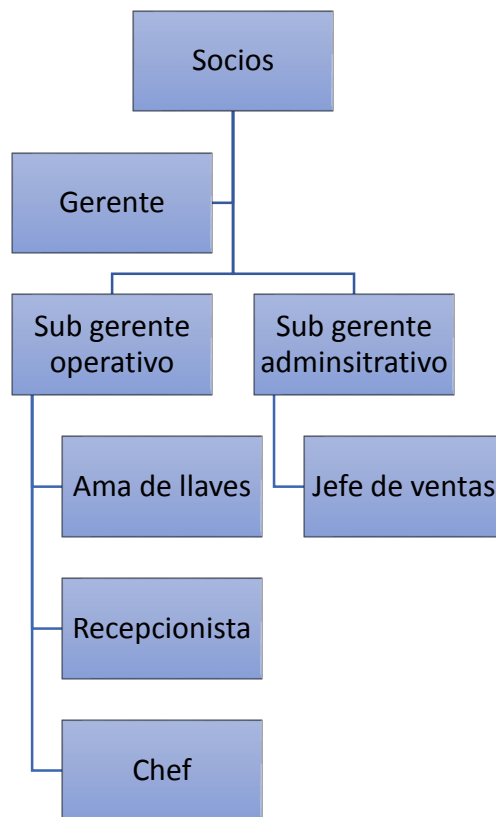 Socios
Gerente
Sub gerente
operativo
Sub gerente
adminsitrativo
Ama de llaves
Jefe de ventas
Recepcionista
Chef